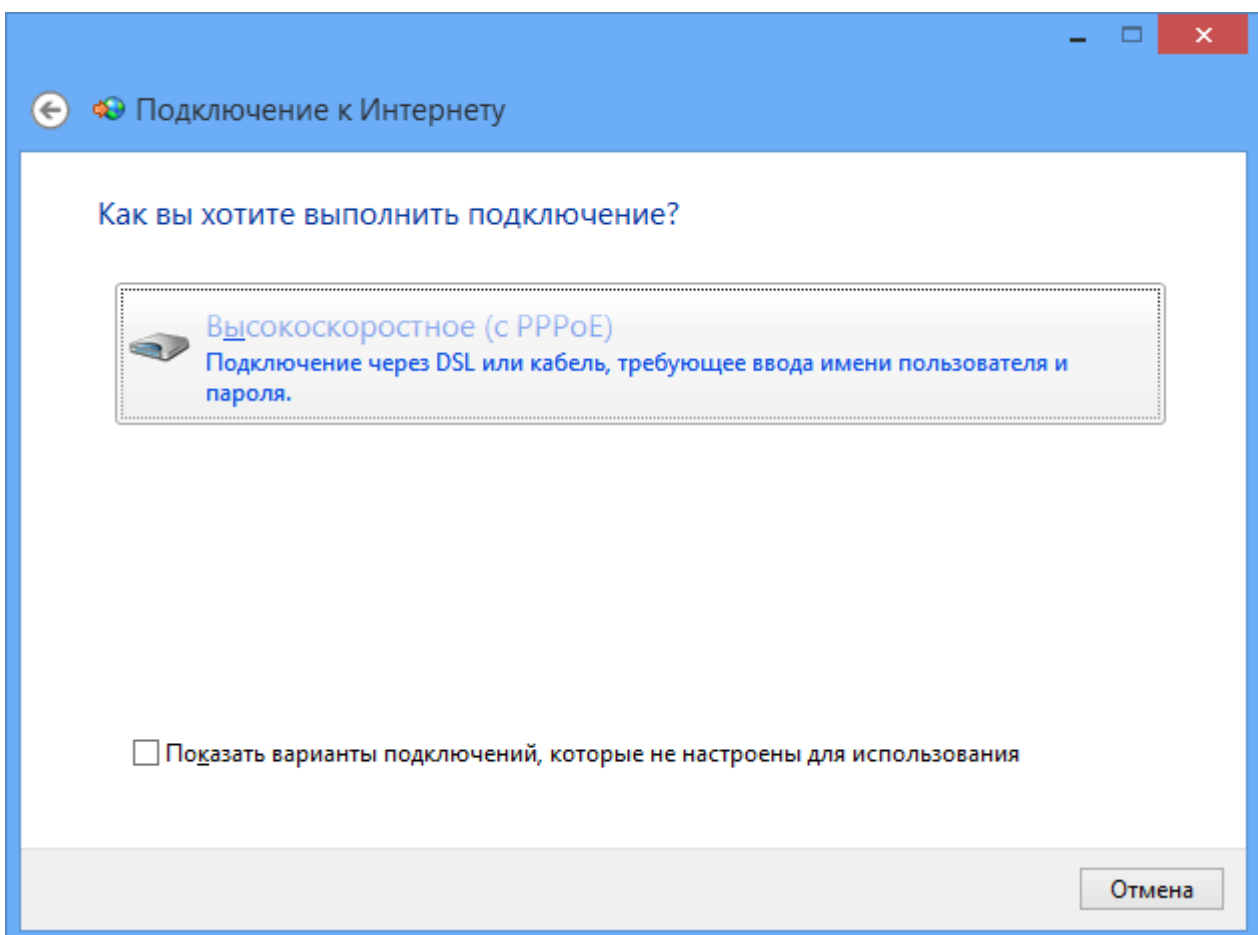 Подключение к Интернету
Как вы хотите выполнить подключение?
Высокоскоростное (с PPPoE)
Подключение через DSL или кабель, требующее ввода имени пользователя и
пароля.
Показать варианты подключений, которые не настроены для использования
Отмена